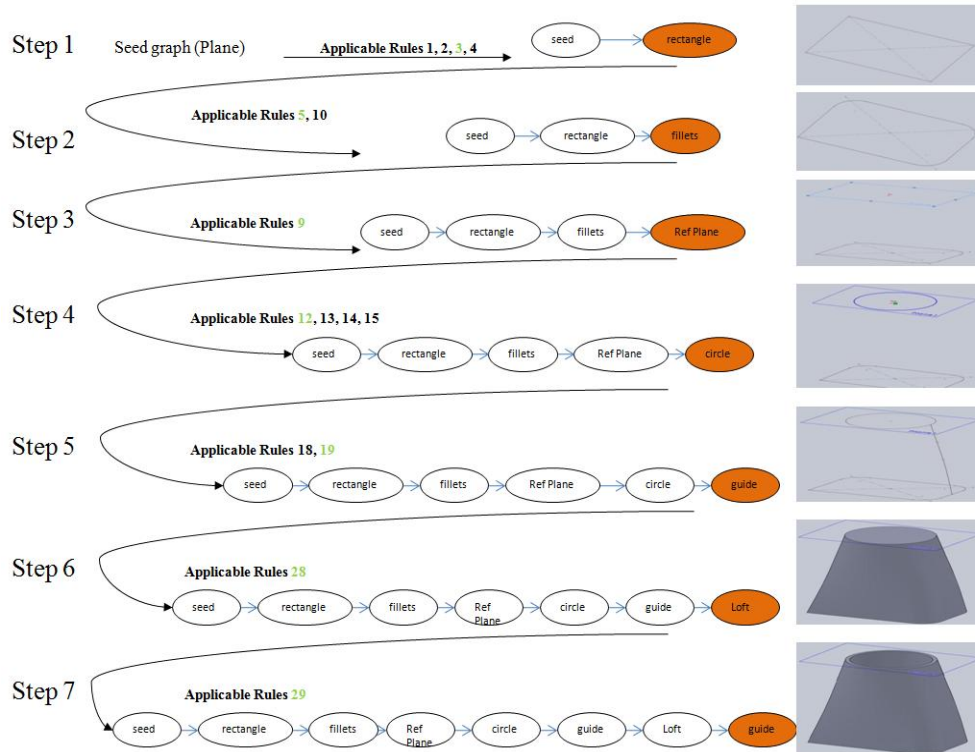 Step 1
Seed graph (Plane)
Applicable Rules 1, 2, 3, 4
seed
rectangle
Step 2
Applicable Rules 5, 10
seed
rectangle
fillets
Step 3
Applicable Rules 9
seed
rectangle
fillets
Ref Plane
Step 4
Applicable Rules 12, 13, 14, 15
seed
rectangle
fillets
Ref Plane
circle
Step 5
Applicable Rules 18, 19
seed
rectangle
fillets
Ref Plane
circle
guide
Step 6
Applicable Rules 28
seed
rectangle
fillets
Ref
Plane
circle
guide
Loft
Step 7
Applicable Rules 29
seed
rectangle
fillets
Ref
Plane
circle
guide
Loft
guide